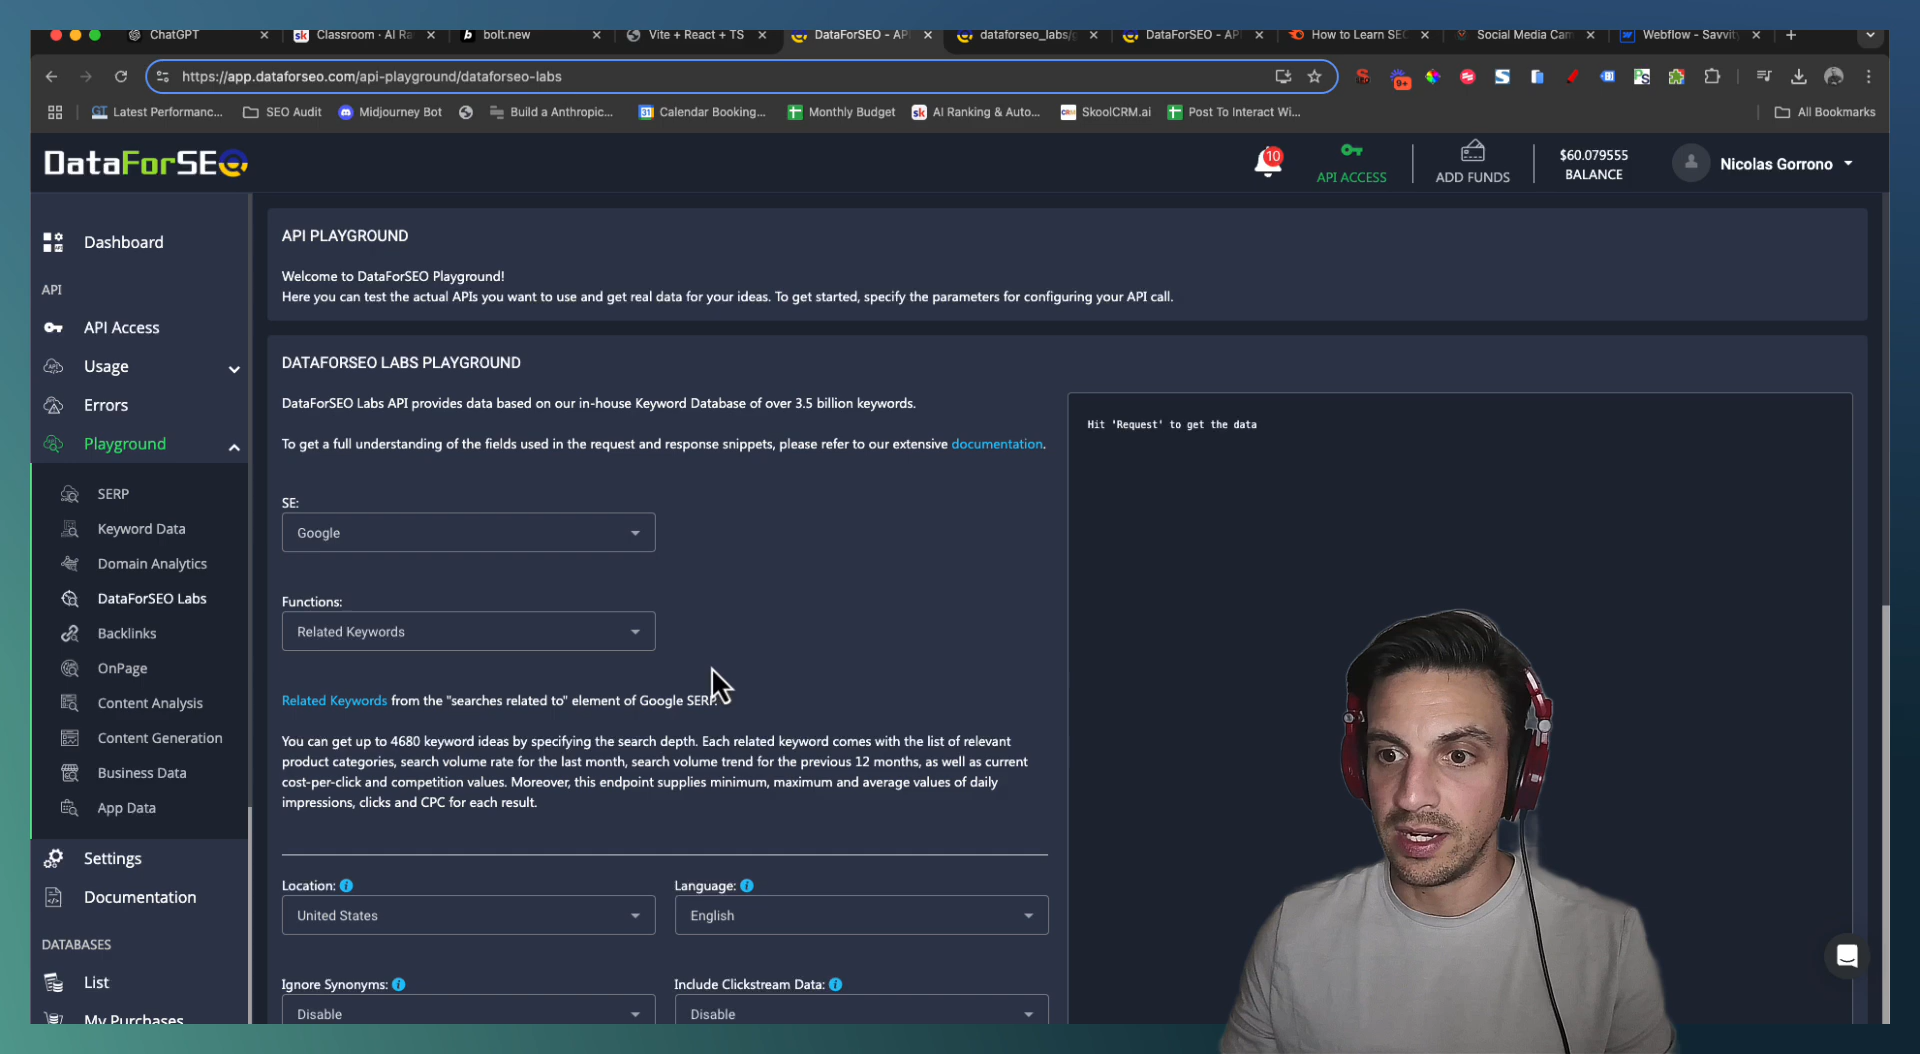 ChatGPT
Classroom · AI Ra
bolt.new
Vite + React + TS
DataForSEO - API
dataforseo_labs/g
DataForSEO - API
How to Learn SEO
Social Media Cam
Webflow - Savvity
https://app.dataforseo.com/api-playground/dataforseo-labs
Latest Performanc...
SEO Audit
Midjourney Bot
Build a Anthropic...
Calendar Booking...
Monthly Budget
AI Ranking & Auto...
SkoolCRM.ai
Post To Interact Wi...
All Bookmarks
DataForSEO
10
API ACCESS
ADD FUNDS
$60.079555
BALANCE
Nicolas Gorrono
Dashboard
API
API Access
Usage
Errors
Playground
SERP
Keyword Data
Domain Analytics
DataForSEO Labs
Backlinks
OnPage
Content Analysis
Content Generation
Business Data
App Data
Settings
Documentation
DATABASES
List
My Purchases
API PLAYGROUND
Welcome to DataForSEO Playground!
Here you can test the actual APIs you want to use and get real data for your ideas. To get started, specify the parameters for configuring your API call.
DATAFORSEO LABS PLAYGROUND
DataForSEO Labs API provides data based on our in-house Keyword Database of over 3.5 billion keywords.
To get a full understanding of the fields used in the request and response snippets, please refer to our extensive documentation.
SE:
Google
Functions:
Related Keywords
Related Keywords from the "searches related to" element of Google SERP.
You can get up to 4680 keyword ideas by specifying the search depth. Each related keyword comes with the list of relevant
product categories, search volume rate for the last month, search volume trend for the previous 12 months, as well as current
cost-per-click and competition values. Moreover, this endpoint supplies minimum, maximum and average values of daily
impressions, clicks and CPC for each result.
Location:
United States
Language:
English
Ignore Synonyms:
Disable
Include Clickstream Data:
Disable
Hit 'Request' to get the data